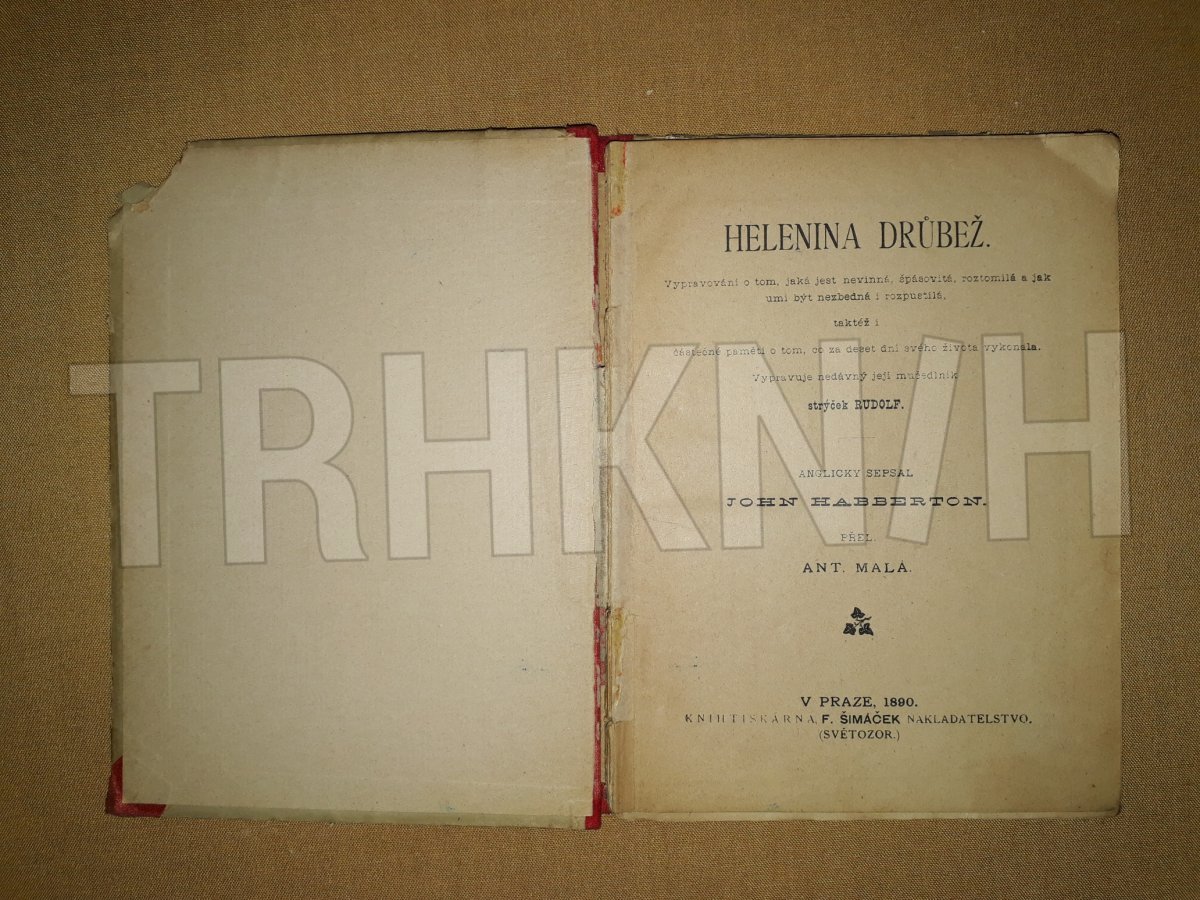 HELENINA DRŮBEŽ.
Vypravování o tom, jaká jest nevinná, špásovitá, roztomilá a jak
umí být nezbedná i rozpustilá,
taktéž i
částečné paměti o tom, co za deset dní svého života vykonala.
Vypravuje nedávný její mučedlník
strýček RUDOLF.
ANGLICKY SEPSAL
JOHN HABBERTON.
PŘEL.
ANT. MALÁ.
V PRAZE, 1890.
KNIHTISKÁRNA F. ŠIMÁČEK NAKLADATELSTVO.
(SVĚTOZOR.)
TRHKNIH